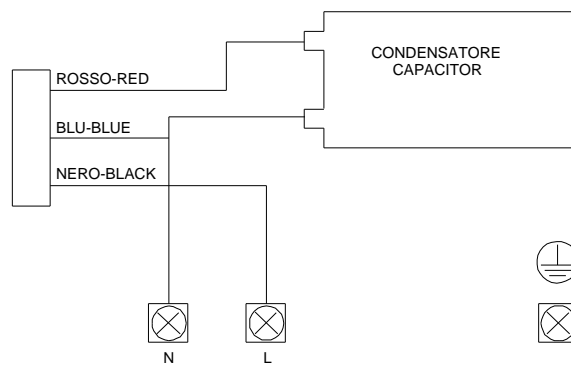 CONDENSATORE
CAPACITOR
ROSSO-RED
BLU-BLUE
NERO-BLACK
N
L